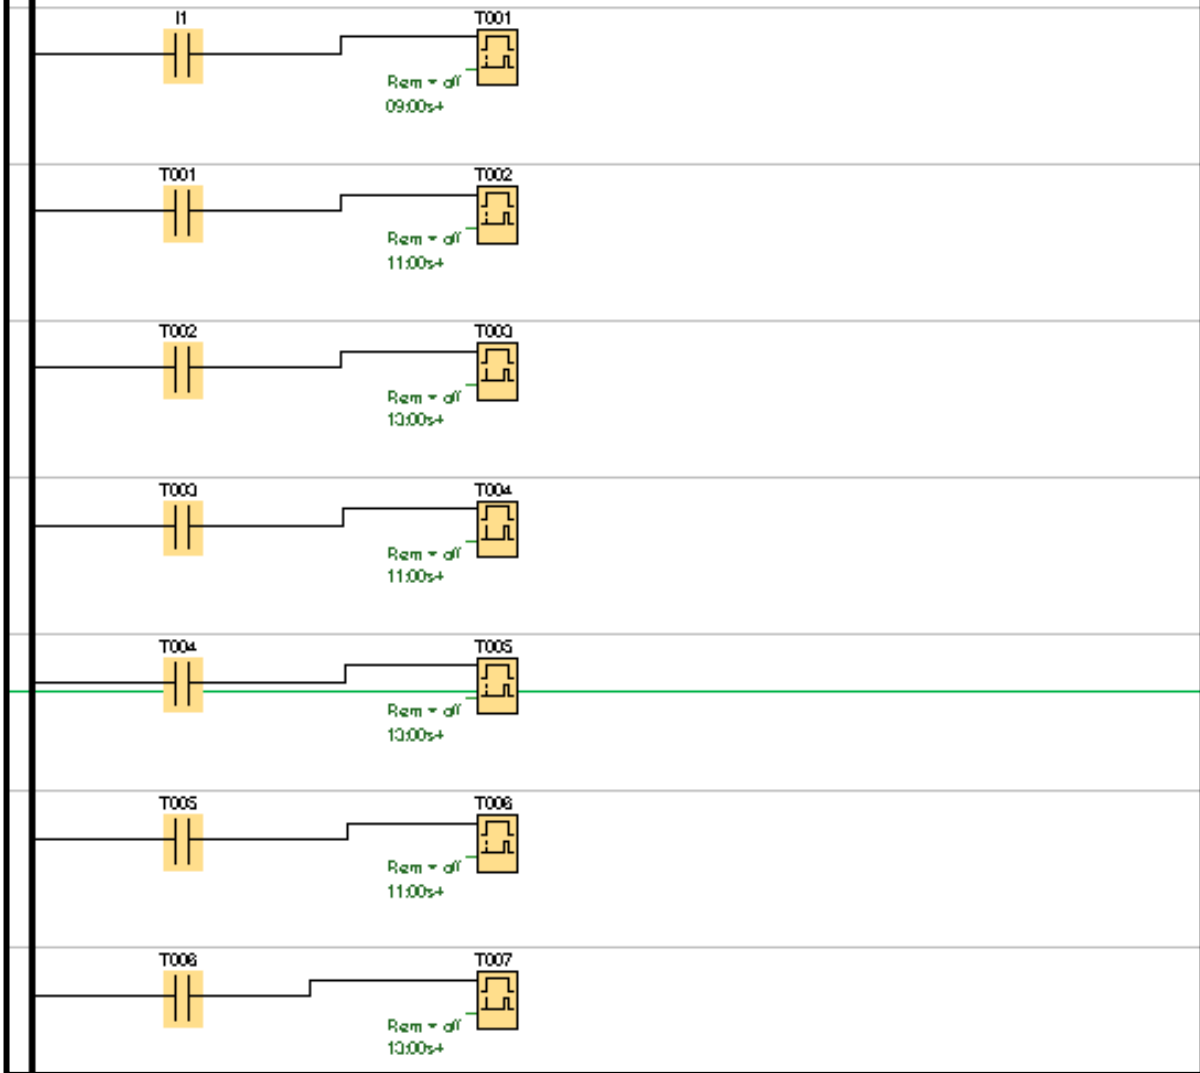 I1
T001
Rem = off
09:00s+
T001
T002
Rem = off
11:00s+
T002
T003
Rem = off
13:00s+
T003
T004
Rem = off
11:00s+
T004
T005
Rem = off
13:00s+
T005
T006
Rem = off
11:00s+
T006
T007
Rem = off
13:00s+